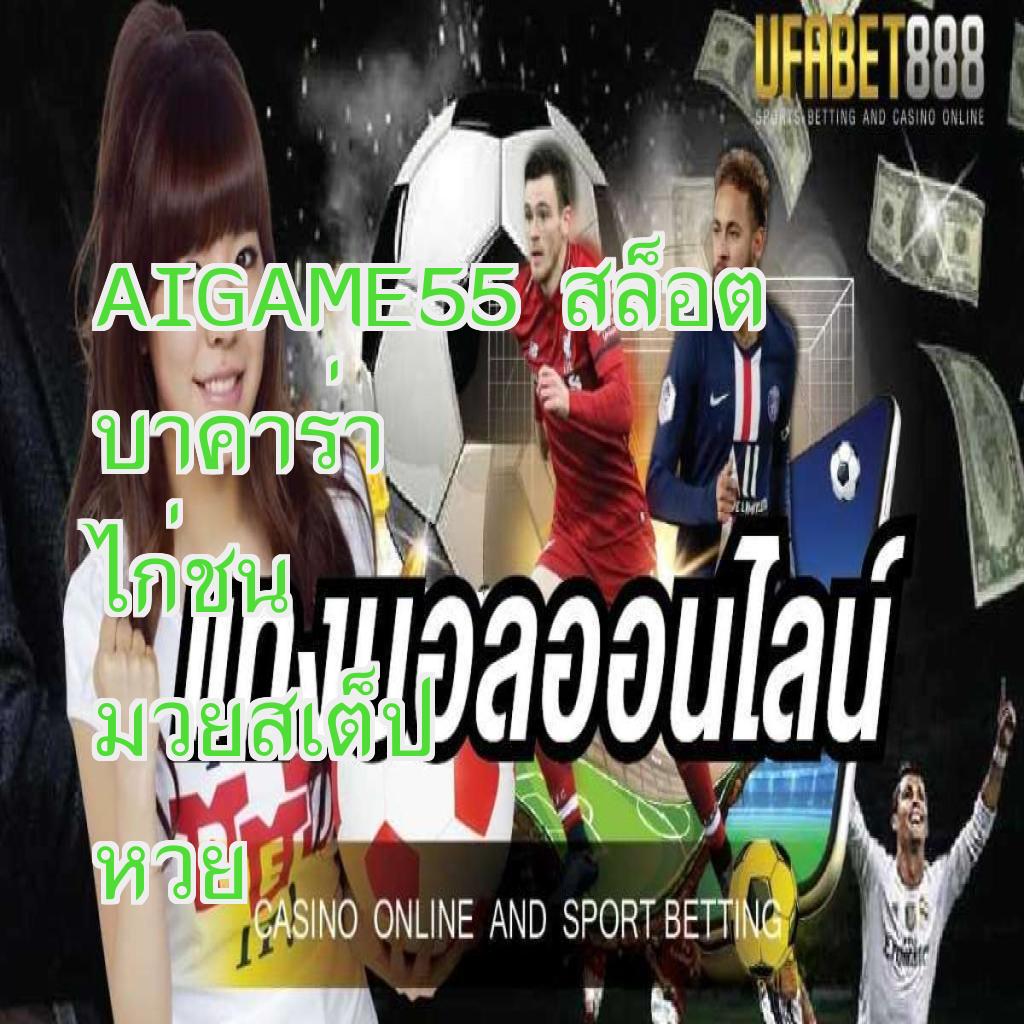 UFABET888
SPORTS BETTING AND CASINO ONLINE
AIGAME55 สล็อต
บาคาร่า
ไก่ชน
แทงบอลออนไลน์
มวยสเต็ป
หวย
CASINO ONLINE AND SPORT BETTING